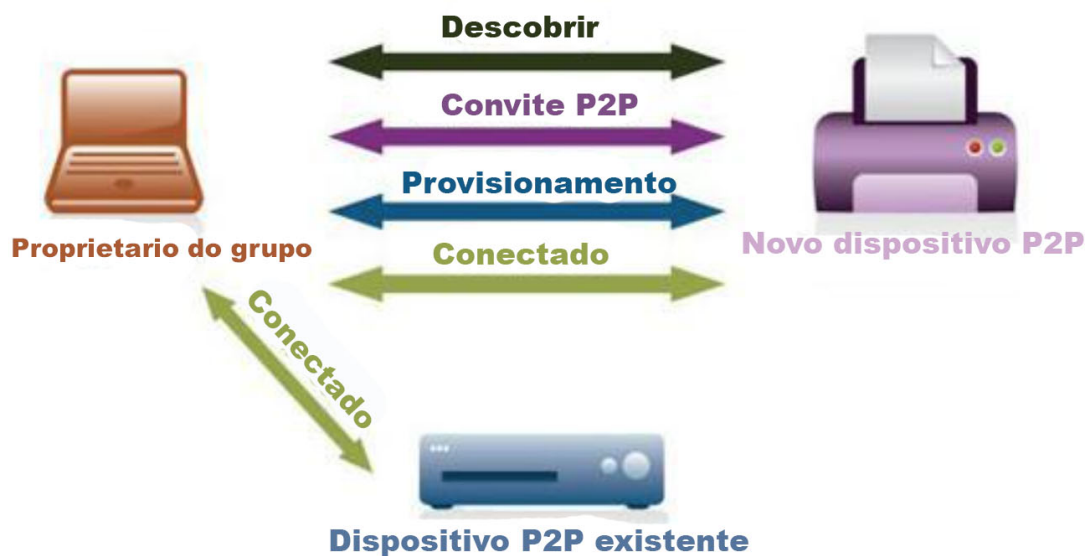 Descobrir
Convite P2P
Provisionamento
Proprietario do grupo
Conectado
Novo dispositivo P2P
Conectado
Dispositivo P2P existente